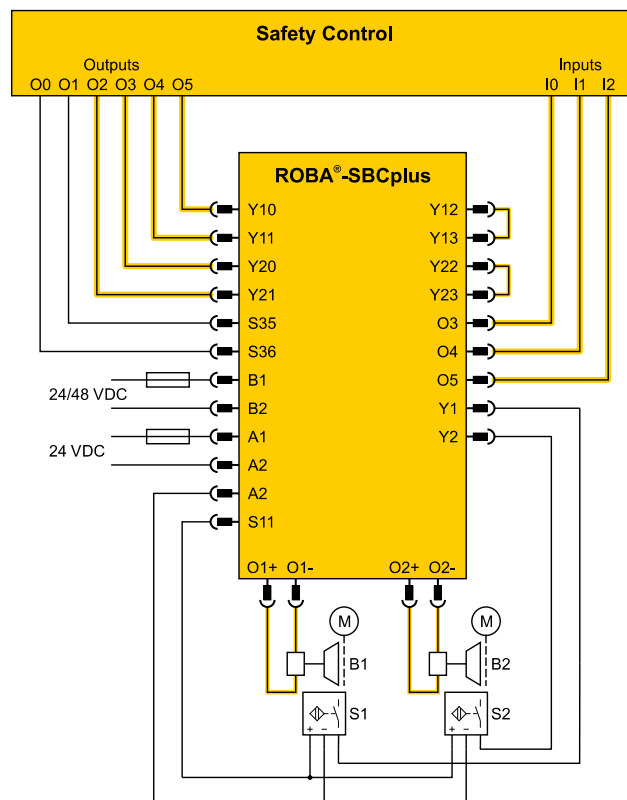 Safety Control
Outputs Inputs
O0 O1 O2 O3 O4 O5 I0 I1 I2
ROBA®-SBCplus
Y10 Y12
Y11 Y13
Y20 Y22
Y21 Y23
S35 O3
S36 O4
B1 O5
24/48 VDC
B2 Y1
A1 Y2
24 VDC
A2
A2
S11
O1+ O1- O2+ O2-
M M
B1 B2
S1 S2
+ – + –